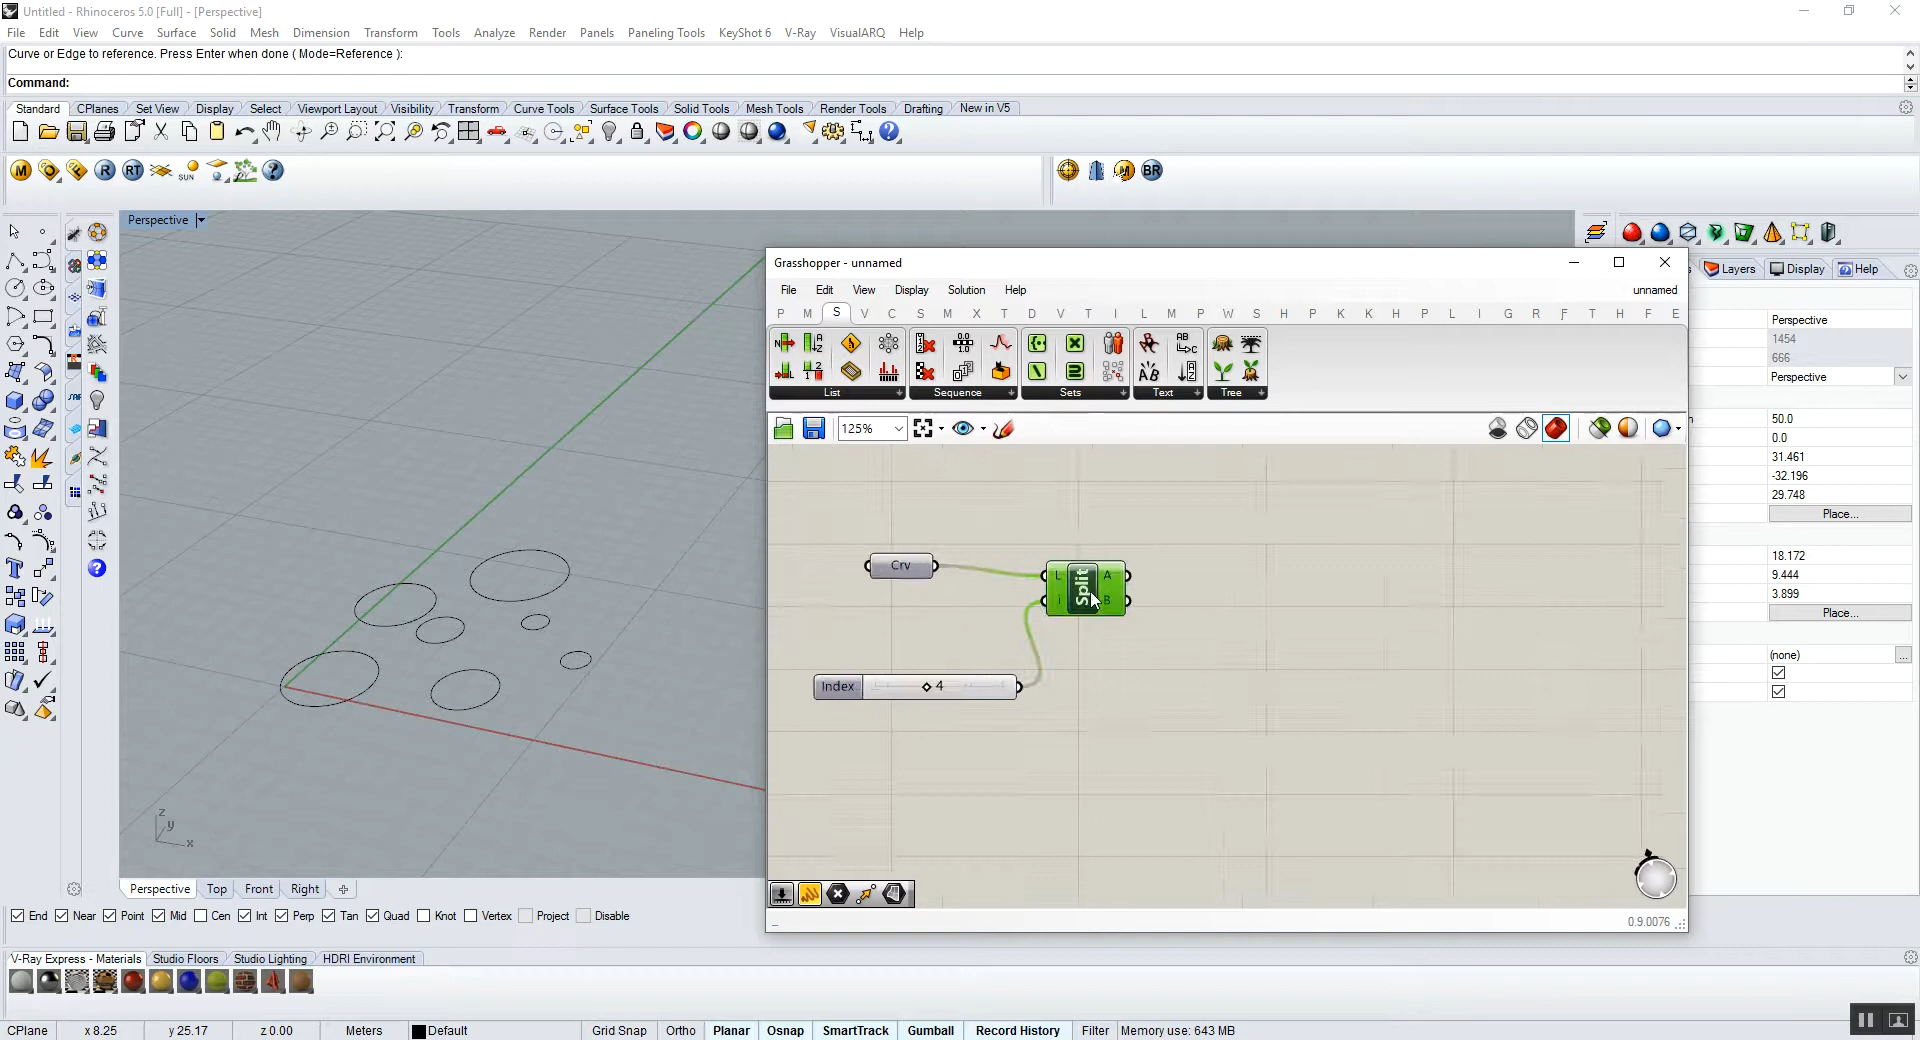 Untitled - Rhinoceros 5.0 [Full] - [Perspective]
File Edit View Curve Surface Solid Mesh Dimension Transform Tools Analyze Render Panels Paneling Tools KeyShot 6 V-Ray VisualARQ Help
Curve or Edge to reference. Press Enter when done ( Mode=Reference ):
Command:
Standard CPlanes Set View Display Select Viewport Layout Visibility Transform Curve Tools Surface Tools Solid Tools Mesh Tools Render Tools Drafting New in V5
M R RT SUN M BR
Perspective
Grasshopper - unnamed
s Layers Display Help
File Edit View Display Solution Help unnamed
P M S V C S M X T D V T I L M P W S H P K K H P L I G R F T H F E
Perspective
1454
666
Perspective
List Sequence Sets Text Tree
125%
50.0
n 0.0
31.461
-32.196
29.748
Place...
18.172
9.444
3.899
Place...
(none) ...
Crv
L Split A
i B
Index 4
z
y
x
Perspective Top Front Right
End Near Point Mid Cen Int Perp Tan Quad Knot Vertex Project Disable
0.9.0076
V-Ray Express - Materials Studio Floors Studio Lighting HDRI Environment
CPlane x 8.25 y 25.17 z 0.00 Meters Default Grid Snap Ortho Planar Osnap SmartTrack Gumball Record History Filter Memory use: 643 MB